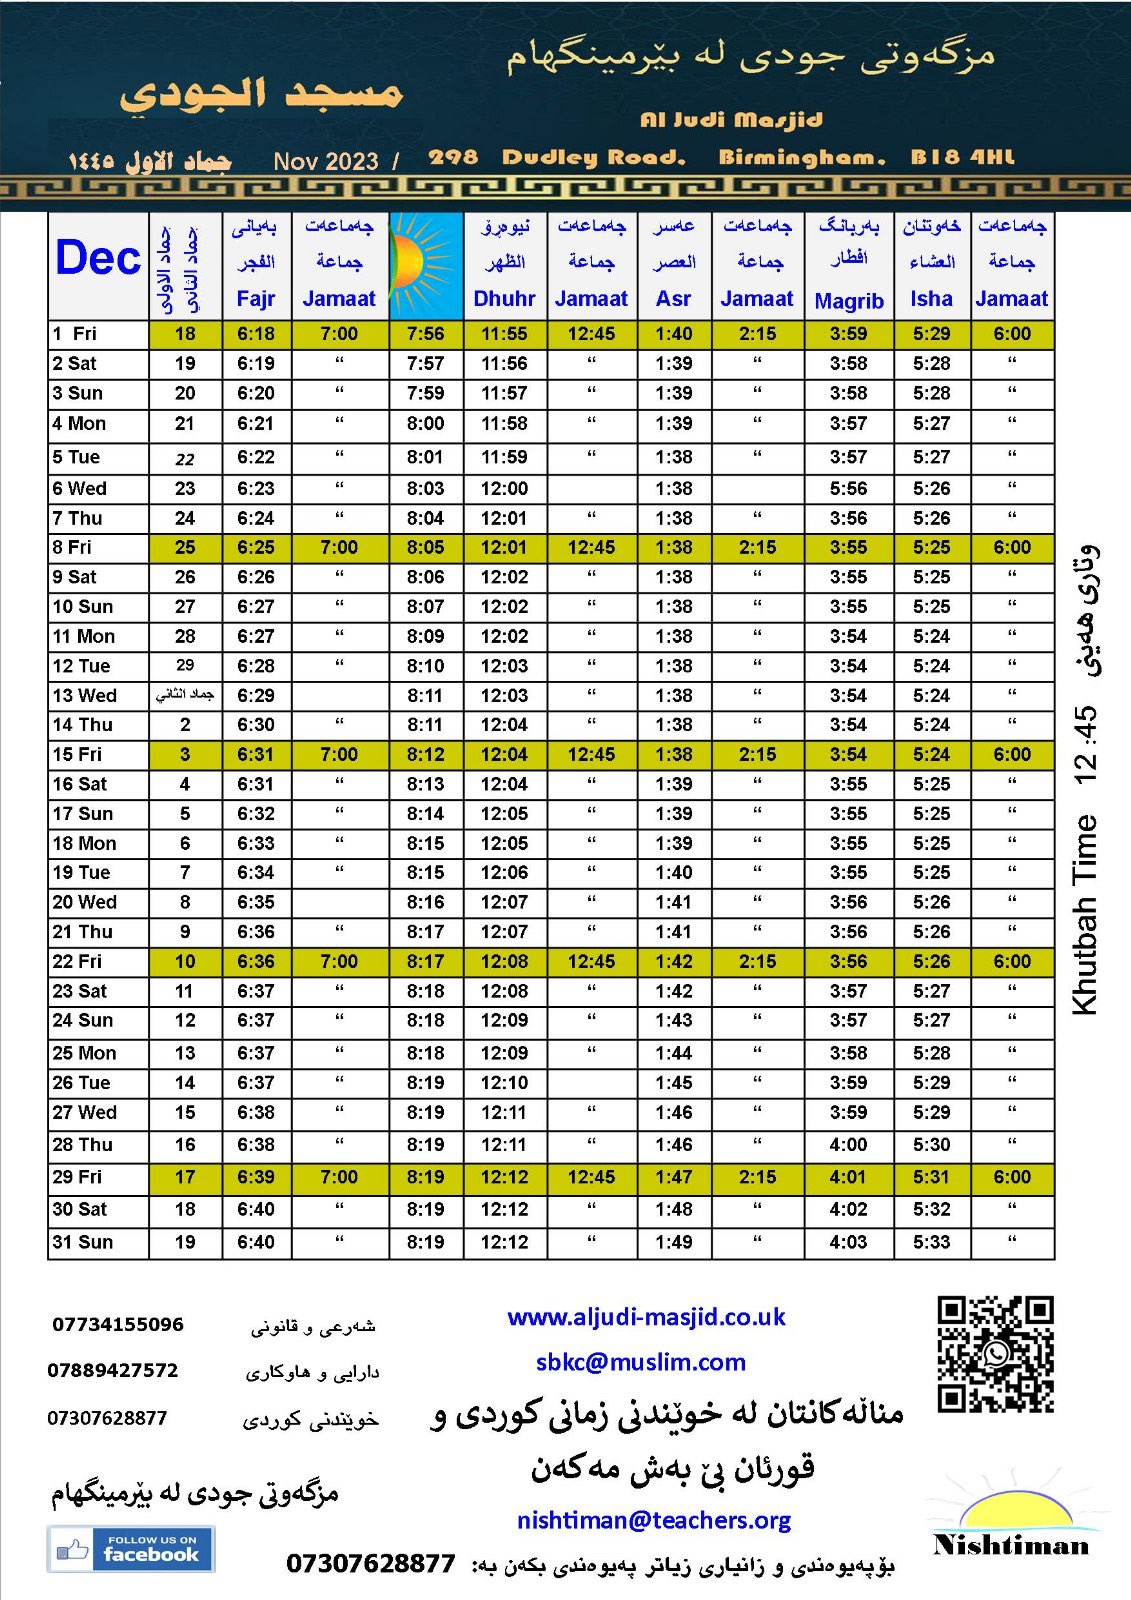 مزگەوتی جودی لە بێرمینگهام
مسجد الجودي
Al Judi Masjid
جماد الاول ١٤٤٥ Nov 2023 / 298 Dudley Road. Birmingham. B18 4HL
Dec جماد الاولى جماد الثاني بەیانی الفجر Fajr جەماعەت جماعة Jamaat نیوەڕۆ الظهر Dhuhr جەماعەت جماعة Jamaat عەسر العصر Asr جەماعەت جماعة Jamaat بەربانگ افطار Magrib خەوتنان العشاء Isha جەماعەت جماعة Jamaat
1 Fri 18 6:18 7:00 7:56 11:55 12:45 1:40 2:15 3:59 5:29 6:00
2 Sat 19 6:19 “ 7:57 11:56 “ 1:39 “ 3:58 5:28 “
3 Sun 20 6:20 “ 7:59 11:57 “ 1:39 “ 3:58 5:28 “
4 Mon 21 6:21 “ 8:00 11:58 “ 1:39 “ 3:57 5:27 “
5 Tue 22 6:22 “ 8:01 11:59 1:38 “ 3:57 5:27 “
6 Wed 23 6:23 “ 8:03 12:00 1:38 5:56 5:26 “
7 Thu 24 6:24 “ 8:04 12:01 “ 1:38 “ 3:56 5:26 “
8 Fri 25 6:25 7:00 8:05 12:01 12:45 1:38 2:15 3:55 5:25 6:00
9 Sat 26 6:26 “ 8:06 12:02 “ 1:38 “ 3:55 5:25 “
10 Sun 27 6:27 “ 8:07 12:02 “ 1:38 “ 3:55 5:25 “
11 Mon 28 6:27 “ 8:09 12:02 “ 1:38 “ 3:54 5:24 “
12 Tue 29 6:28 “ 8:10 12:03 “ 1:38 “ 3:54 5:24 “
13 Wed جماد الثاني 6:29 8:11 12:03 “ 1:38 “ 3:54 5:24 “
14 Thu 2 6:30 “ 8:11 12:04 “ 1:38 “ 3:54 5:24 “
15 Fri 3 6:31 7:00 8:12 12:04 12:45 1:38 2:15 3:54 5:24 6:00
16 Sat 4 6:31 “ 8:13 12:04 “ 1:39 “ 3:55 5:25 “
17 Sun 5 6:32 “ 8:14 12:05 “ 1:39 “ 3:55 5:25 “
18 Mon 6 6:33 “ 8:15 12:05 “ 1:39 “ 3:55 5:25 “
19 Tue 7 6:34 “ 8:15 12:06 “ 1:40 “ 3:55 5:25 “
20 Wed 8 6:35 8:16 12:07 “ 1:41 “ 3:56 5:26 “
21 Thu 9 6:36 “ 8:17 12:07 “ 1:41 “ 3:56 5:26 “
22 Fri 10 6:36 7:00 8:17 12:08 12:45 1:42 2:15 3:56 5:26 6:00
23 Sat 11 6:37 “ 8:18 12:08 “ 1:42 “ 3:57 5:27 “
24 Sun 12 6:37 “ 8:18 12:09 “ 1:43 “ 3:57 5:27 “
25 Mon 13 6:37 “ 8:18 12:09 “ 1:44 “ 3:58 5:28 “
26 Tue 14 6:37 “ 8:19 12:10 1:45 “ 3:59 5:29 “
27 Wed 15 6:38 “ 8:19 12:11 “ 1:46 “ 3:59 5:29 “
28 Thu 16 6:38 “ 8:19 12:11 “ 1:46 “ 4:00 5:30 “
29 Fri 17 6:39 7:00 8:19 12:12 12:45 1:47 2:15 4:01 5:31 6:00
30 Sat 18 6:40 “ 8:19 12:12 “ 1:48 “ 4:02 5:32 “
31 Sun 19 6:40 “ 8:19 12:12 “ 1:49 “ 4:03 5:33 “
Khutbah Time 12 :45 وتاری هەینی
07734155096 شەرعی و قانونی
07889427572 دارایی و هاوکاری
07307628877 خوێندنی کوردی
www.aljudi-masjid.co.uk
sbkc@muslim.com
مناڵەکانتان لە خوێندنی زمانی کوردی و
قورئان بێ بەش مەکەن
nishtiman@teachers.org
مزگەوتی جودی لە بێرمینگهام
FOLLOW US ON
facebook
بۆپەیوەندی و زانیاری زیاتر پەیوەندی بکەن بە: 07307628877
Nishtiman